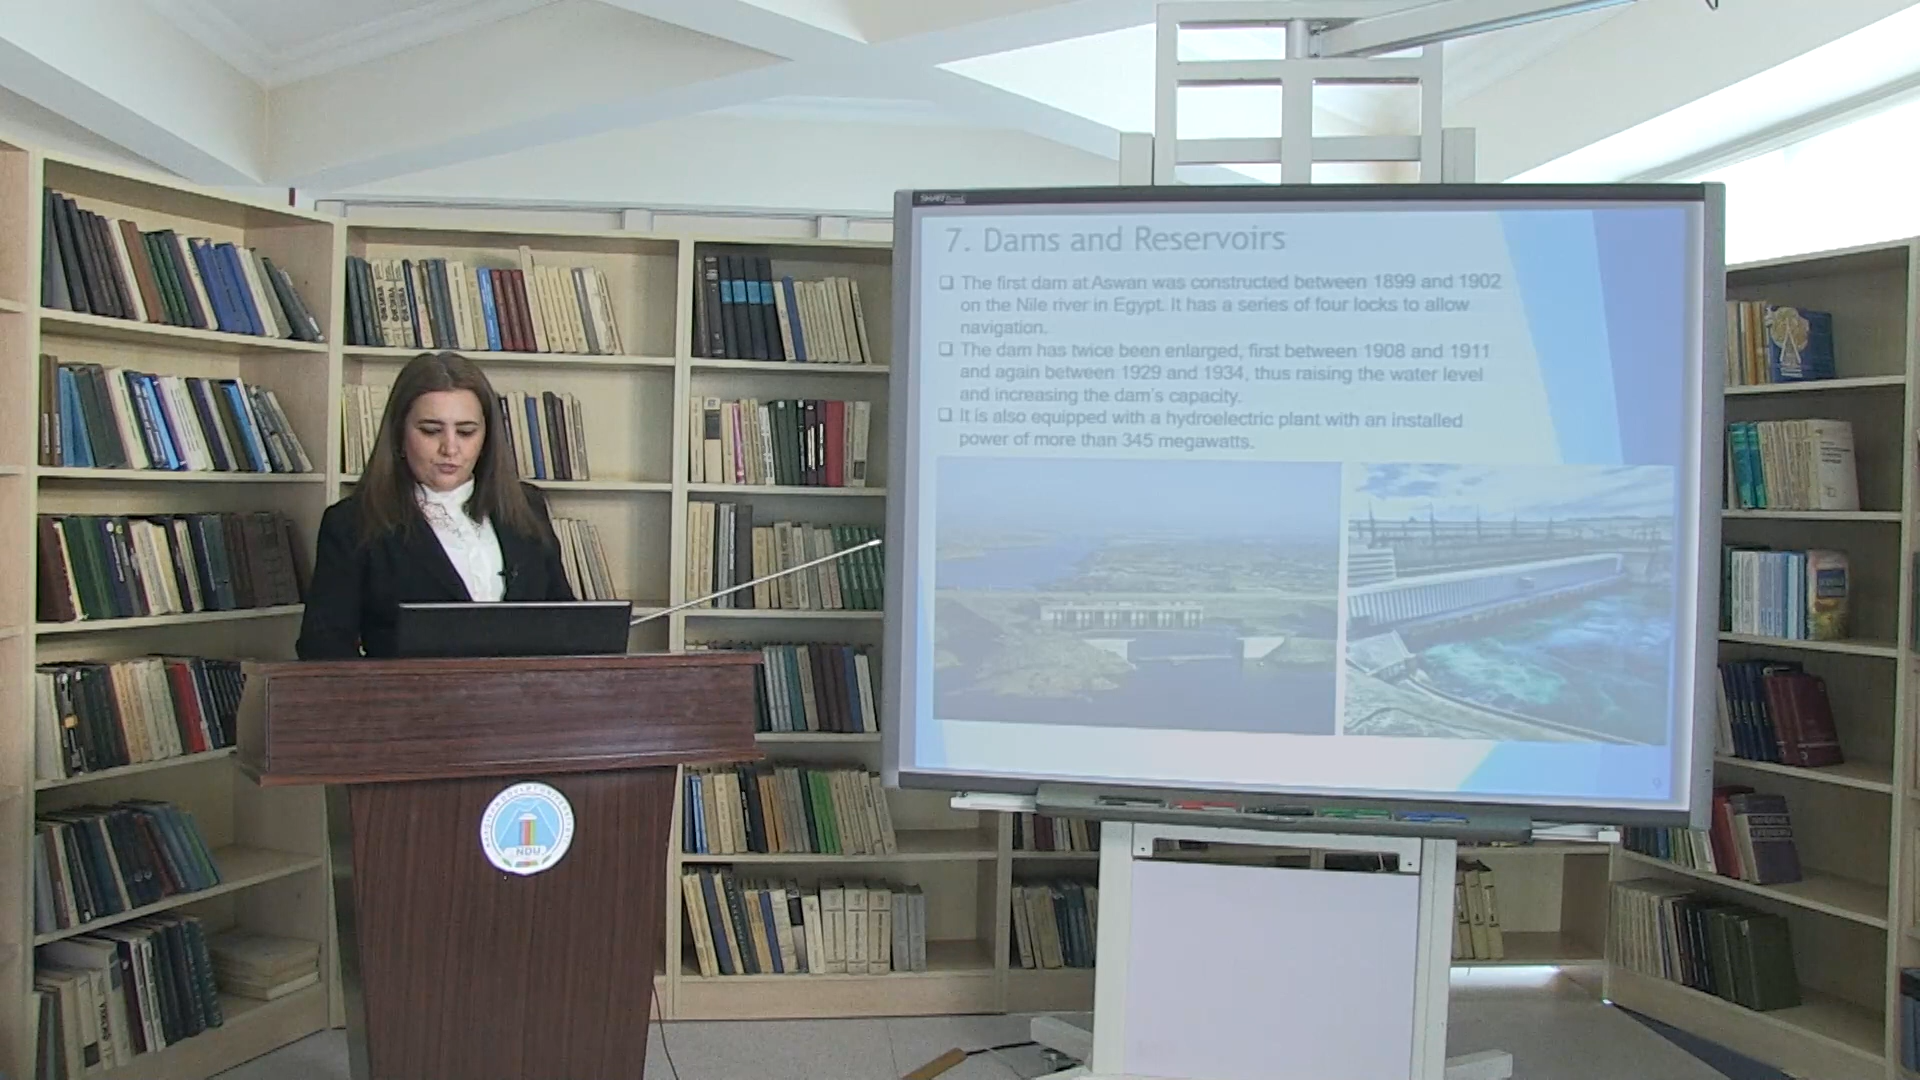 SMART Board
7. Dams and Reservoirs
❑ The first dam at Aswan was constructed between 1899 and 1902
on the Nile river in Egypt. It has a series of four locks to allow
navigation.
❑ The dam has twice been enlarged, first between 1908 and 1911
and again between 1929 and 1934, thus raising the water level
and increasing the dam's capacity.
❑ It is also equipped with a hydroelectric plant with an installed
power of more than 345 megawatts.
9
NDU